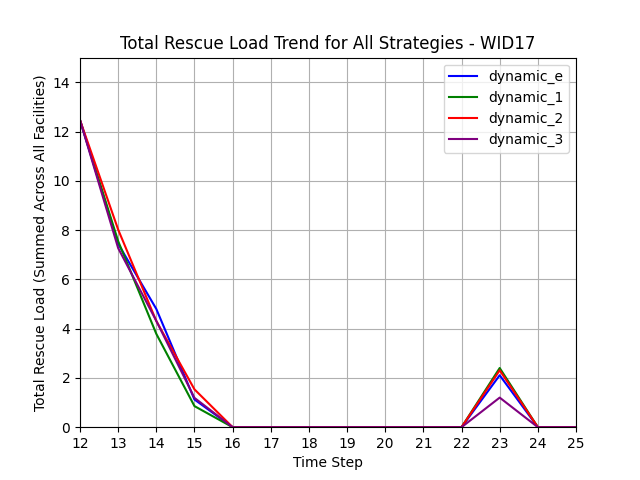 Total Rescue Load Trend for All Strategies - WID17
Total Rescue Load (Summed Across All Facilities)
14
12
10
8
6
4
2
0
dynamic_e
dynamic_1
dynamic_2
dynamic_3
12 13 14 15 16 17 18 19 20 21 22 23 24 25
Time Step